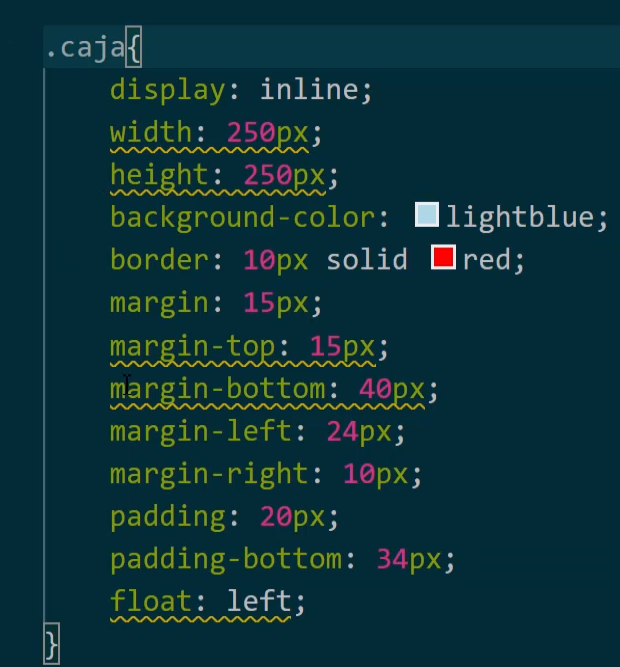 .caja{
display: inline;
width: 250px;
height: 250px;
background-color: lightblue;
border: 10px solid red;
margin: 15px;
margin-top: 15px;
margin-bottom: 40px;
margin-left: 24px;
margin-right: 10px;
padding: 20px;
padding-bottom: 34px;
float: left;
}